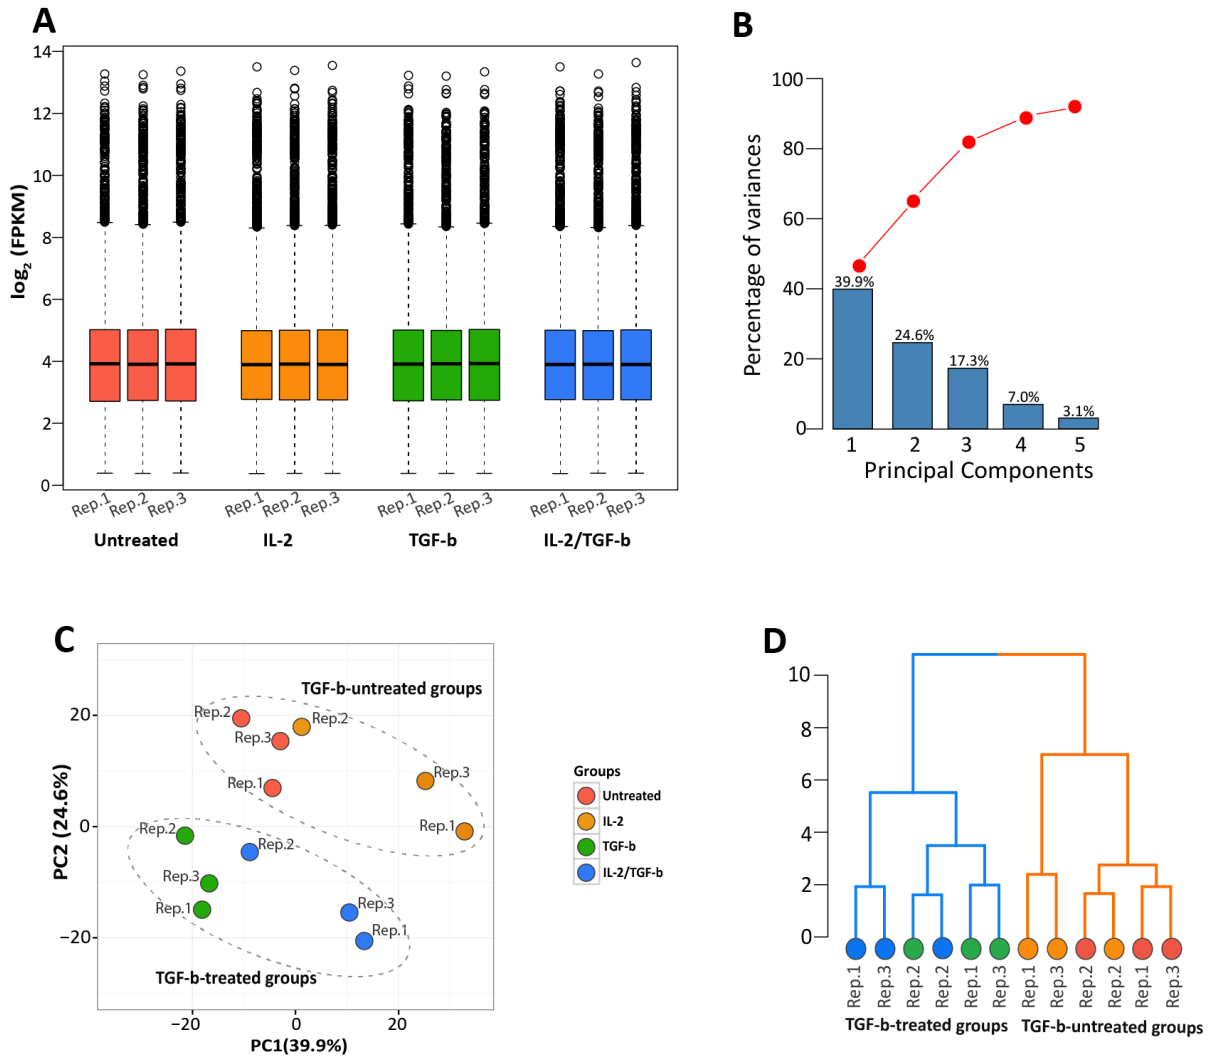 A
14
12
10
8
6
4
2
0
log2 (FPKM)
Rep.1 Rep.2 Rep.3 Rep.1 Rep.2 Rep.3 Rep.1 Rep.2 Rep.3 Rep.1 Rep.2 Rep.3
Untreated IL-2 TGF-b IL-2/TGF-b
B
100
80
60
40
20
0
Percentage of variances
39.9%
24.6%
17.3%
7.0%
3.1%
1 2 3 4 5
Principal Components
C
TGF-b-untreated groups
Rep.2
Rep.2
Rep.3
Rep.3
Rep.1
Rep.1
Rep.2
Rep.2
Rep.3
Rep.3
Rep.1
Rep.1
TGF-b-treated groups
20
0
−20
PC2 (24.6%)
−20 0 20
PC1(39.9%)
Groups
Untreated
IL-2
TGF-b
IL-2/TGF-b
D
10
8
6
4
2
0
Rep.1 Rep.3 Rep.2 Rep.2 Rep.1 Rep.3 Rep.1 Rep.3 Rep.2 Rep.2 Rep.1 Rep.3
TGF-b-treated groups TGF-b-untreated groups